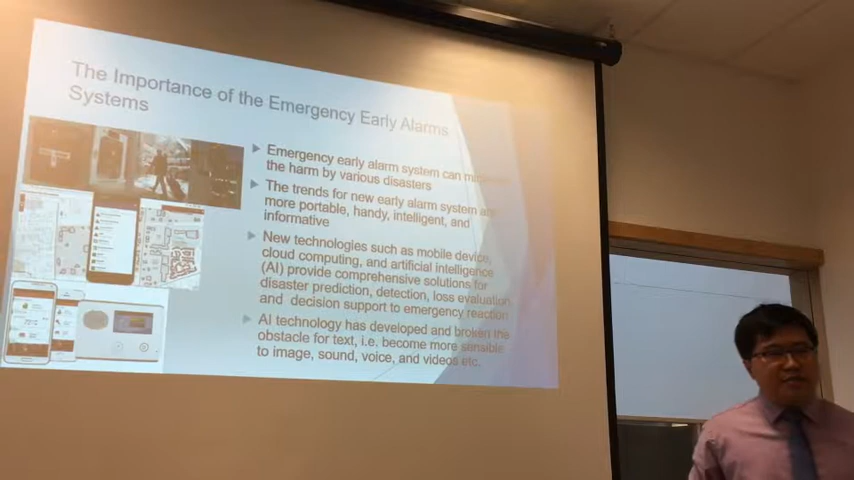 The Importance of the Emergency Early Alarms
Systems
Emergency early alarm system can
the harm by various disasters
The trends for new early alarm system are
more portable, handy, intelligent, and
informative
New technologies such as mobile device,
cloud computing, and artificial intelligence
(AI) provide comprehensive solutions for
disaster prediction, detection, loss evaluation
and decision support to emergency reaction
AI technology has developed and broken the
obstacle for text, i.e. become more sensible
to image, sound, voice, and videos etc.